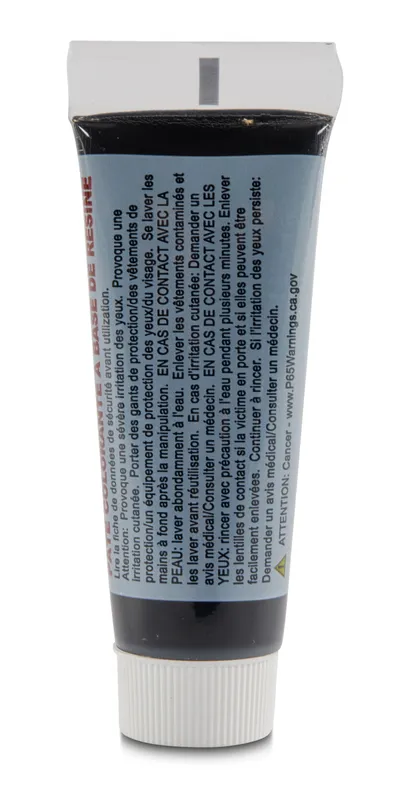 PÂTE COLORANTE À BASE DE RÉSINE
Lire la fiche de données de sécurité avant utilization.
Attention: Provoque une sévère irritation des yeux. Provoque une
irritation cutanée. Porter des gants de protection/des vêtements de
protection/un équipement de protection des yeux/du visage. Se laver les
mains à fond après la manipulation. EN CAS DE CONTACT AVEC LA
PEAU: laver abondamment à l'eau. Enlever les vêtements contaminés et
les laver avant réutilisation. En cas d'irritation cutanée: Demander un
avis médical/Consulter un médecin. EN CAS DE CONTACT AVEC LES
YEUX: rincer avec précaution à l'eau pendant plusieurs minutes. Enlever
les lentilles de contact si la victime en porte et si elles peuvent être
facilement enlevées. Continuer à rincer. Si l'irritation des yeux persiste:
Demander un avis médical/Consulter un médecin.
ATTENTION: Cancer - www.P65Warnings.ca.gov